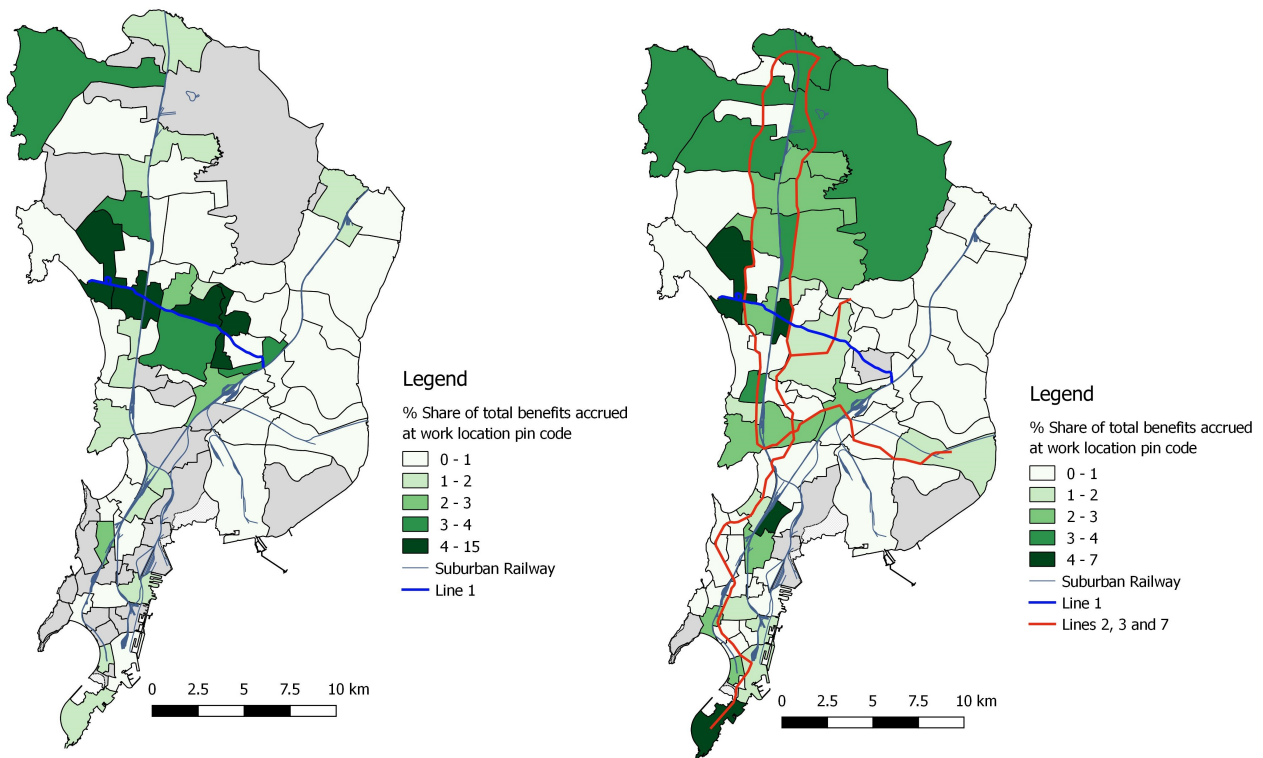 Legend
% Share of total benefits accrued
at work location pin code
0 - 1
1 - 2
2 - 3
3 - 4
4 - 15
Suburban Railway
Line 1
0 2.5 5 7.5 10 km
Legend
% Share of total benefits accrued
at work location pin code
0 - 1
1 - 2
2 - 3
3 - 4
4 - 7
Suburban Railway
Line 1
Lines 2, 3 and 7
0 2.5 5 7.5 10 km